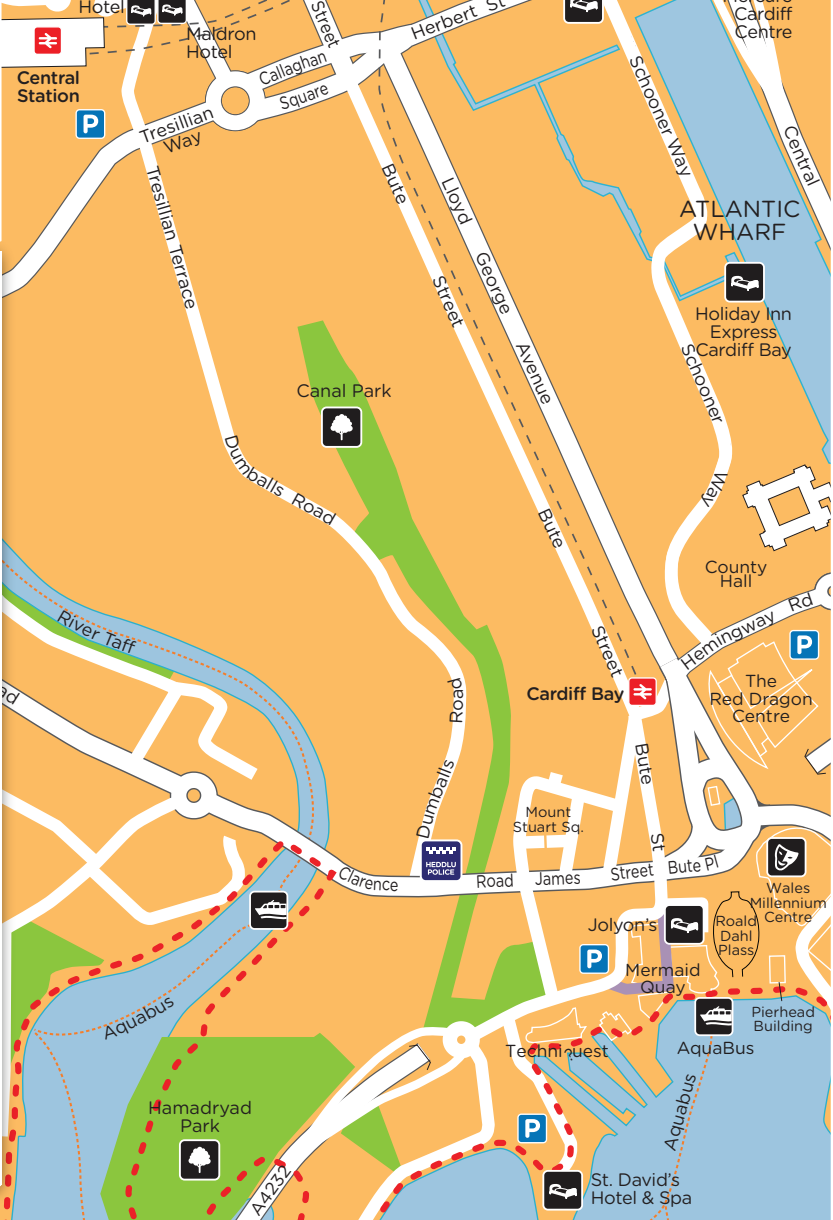 Hotel
Maldron
Hotel
Central
Station
P
Tresillian
Way
Callaghan
Square
Street
Herbert St
Cardiff
Centre
Central
Schooner Way
ATLANTIC
WHARF
Holiday Inn
Express
Cardiff Bay
Schooner
Way
Tresillian Terrace
Bute
Street
Lloyd
George
Avenue
Canal Park
Dumballs Road
Bute
Street
County
Hall
Hemingway Rd
P
River Taff
Cardiff Bay
The
Red Dragon
Centre
Dumballs
Road
Mount
Stuart Sq.
Bute
St
HEDDLU
POLICE
Clarence
Road
James
Street
Bute Pl
Wales
Millennium
Centre
Jolyon's
Roald
Dahl
Plass
P
Mermaid
Quay
Pierhead
Building
AquaBus
Aquabus
Aquabus
Techniquest
Hamadryad
Park
P
A4232
St. David's
Hotel & Spa